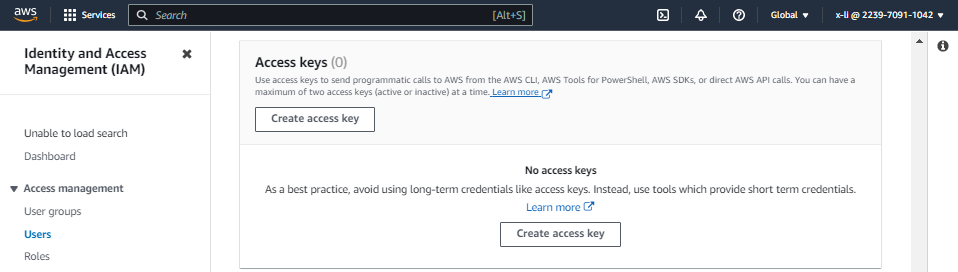 aws
Services
Search
[Alt+S]
Global
x-li @ 2239-7091-1042
Identity and Access
Management (IAM)
Unable to load search
Dashboard
Access management
User groups
Users
Roles
Access keys (0)
Use access keys to send programmatic calls to AWS from the AWS CLI, AWS Tools for PowerShell, AWS SDKs, or direct AWS API calls. You can have a
maximum of two access keys (active or inactive) at a time. Learn more
Create access key
No access keys
As a best practice, avoid using long-term credentials like access keys. Instead, use tools which provide short term credentials.
Learn more
Create access key